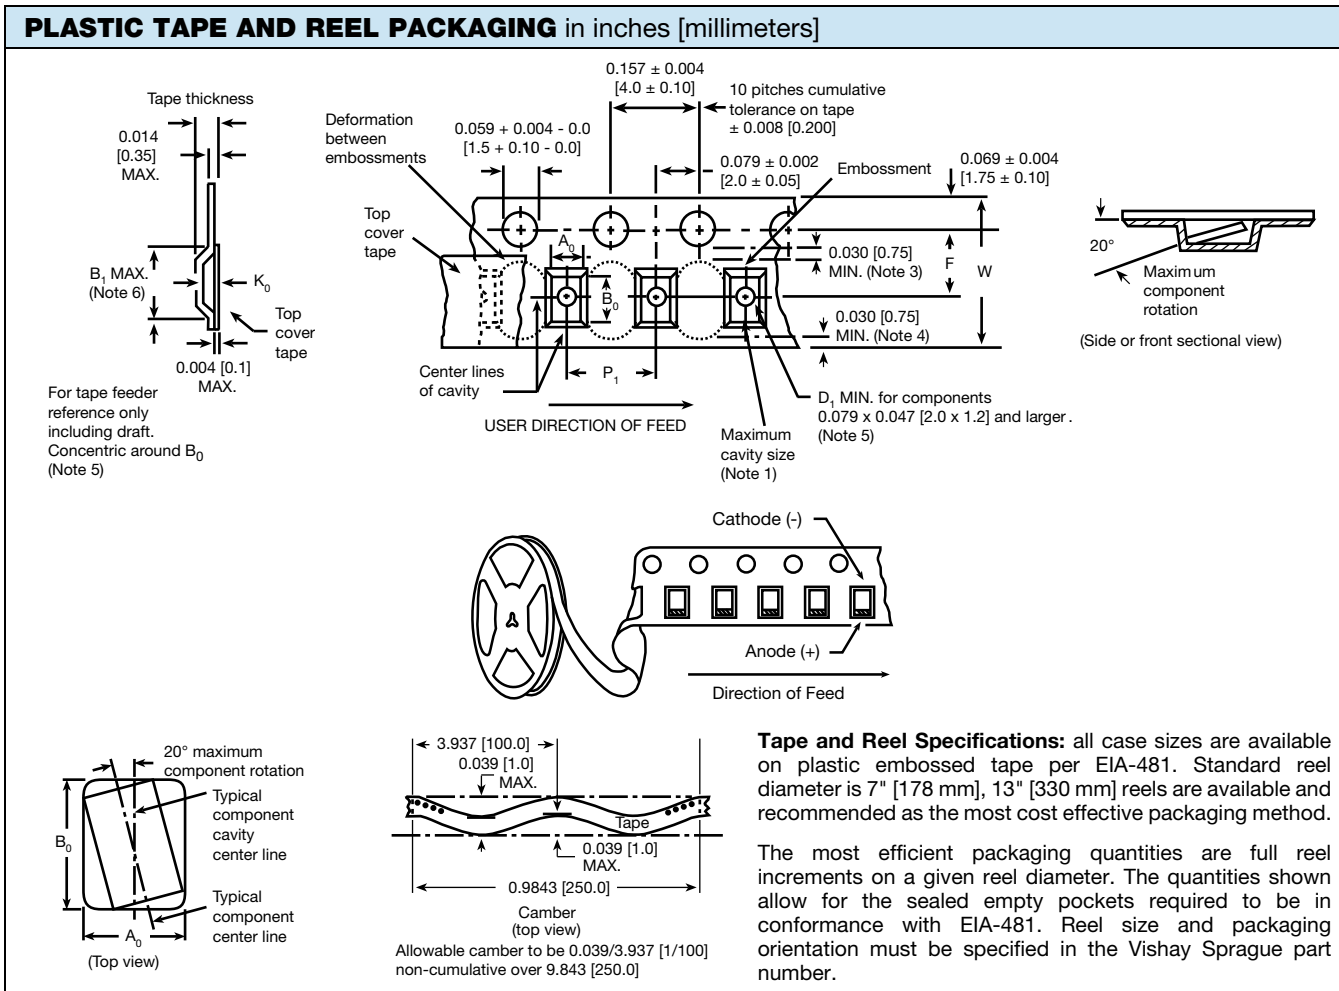 PLASTIC TAPE AND REEL PACKAGING in inches [millimeters]
Tape thickness
0.014
[0.35]
MAX.
B1 MAX.
(Note 6)
K0
Top
cover
tape
0.004 [0.1]
MAX.
For tape feeder
reference only
including draft.
Concentric around B0
(Note 5)
Deformation
between
embossments
Top
cover
tape
0.059 + 0.004 - 0.0
[1.5 + 0.10 - 0.0]
0.157 ± 0.004
[4.0 ± 0.10]
10 pitches cumulative
tolerance on tape
± 0.008 [0.200]
0.079 ± 0.002
[2.0 ± 0.05]
Embossment
0.069 ± 0.004
[1.75 ± 0.10]
A0
B0
0.030 [0.75]
MIN. (Note 3)
F
W
0.030 [0.75]
MIN. (Note 4)
Center lines
of cavity
P1
USER DIRECTION OF FEED
Maximum
cavity size
(Note 1)
D1 MIN. for components
0.079 x 0.047 [2.0 x 1.2] and larger .
(Note 5)
20°
Maximum
component
rotation
(Side or front sectional view)
Cathode (-)
Anode (+)
Direction of Feed
20° maximum
component rotation
Typical
component
cavity
center line
B0
Typical
component
center line
A0
(Top view)
3.937 [100.0]
0.039 [1.0]
MAX.
Tape
0.039 [1.0]
MAX.
0.9843 [250.0]
Camber
(top view)
Allowable camber to be 0.039/3.937 [1/100]
non-cumulative over 9.843 [250.0]
Tape and Reel Specifications: all case sizes are available
on plastic embossed tape per EIA-481. Standard reel
diameter is 7" [178 mm], 13" [330 mm] reels are available and
recommended as the most cost effective packaging method.
The most efficient packaging quantities are full reel
increments on a given reel diameter. The quantities shown
allow for the sealed empty pockets required to be in
conformance with EIA-481. Reel size and packaging
orientation must be specified in the Vishay Sprague part
number.